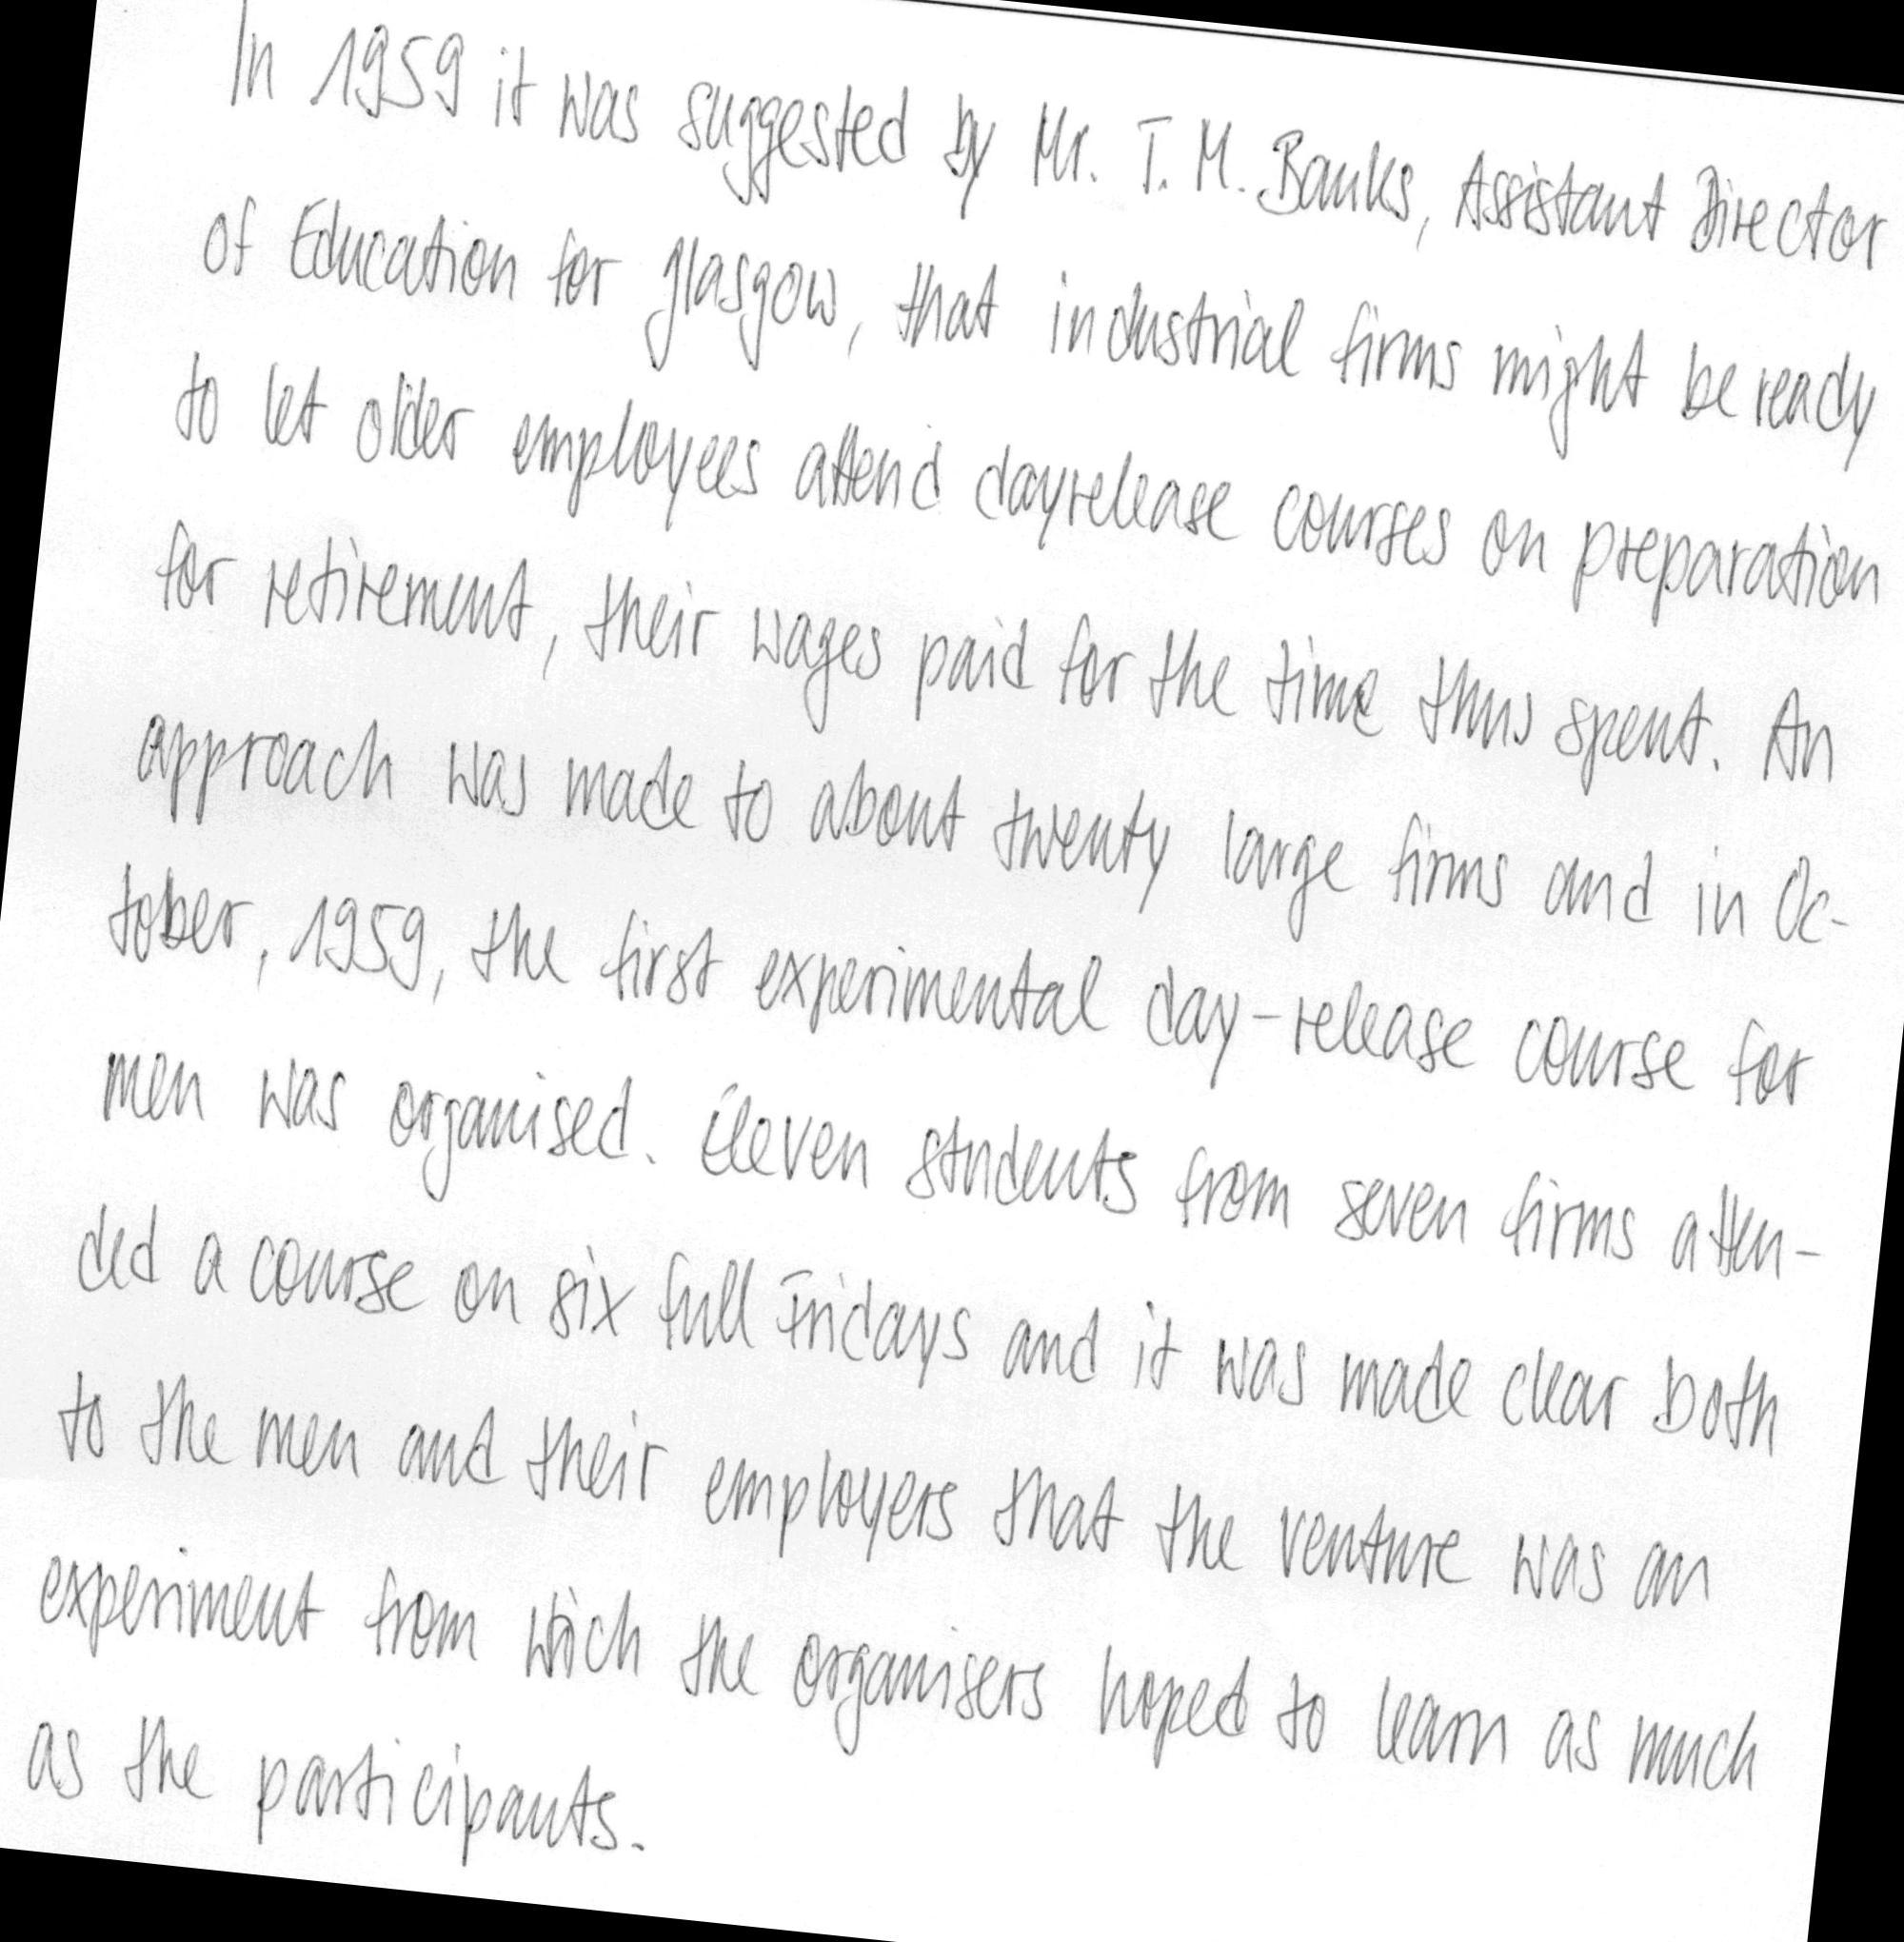 In 1959 it was suggested by Mr. T. M. Banks, Assistant Director
of Education for Glasgow, that industrial firms might be ready
to let older employees attend dayrelease courses on preparation
for retirement, their wages paid for the time thus spent. An
approach was made to about twenty large firms and in Oc-
tober, 1959, the first experimental day-release course for
men was organised. Eleven students from seven firms atten-
ded a course on six full Fridays and it was made clear both
to the men and their employers that the venture was an
experiment from which the organisers hoped to learn as much
as the participants.